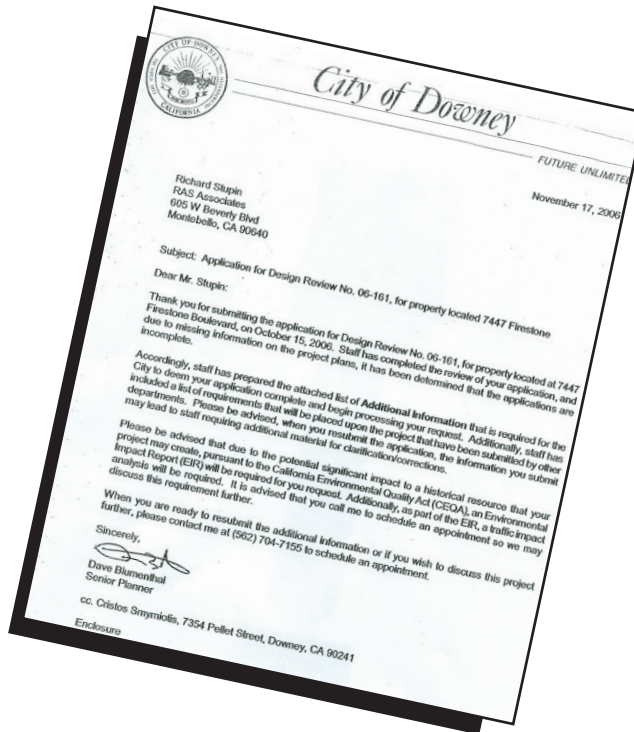 CITY OF DOWNEY
CALIFORNIA
City of Downey
FUTURE UNLIMITED
November 17, 2006
Richard Stupin
RAS Associates
605 W Beverly Blvd
Montebello, CA 90640
Subject: Application for Design Review No. 06-161, for property located 7447 Firestone
Dear Mr. Stupin:
Thank you for submitting the application for Design Review No. 06-161, for property located at 7447
Firestone Boulevard, on October 15, 2006. Staff has completed the review of your application, and
due to missing information on the project plans, it has been determined that the applications are
incomplete.
Accordingly, staff has prepared the attached list of Additional Information that is required for the
City to deem your application complete and begin processing your request. Additionally, staff has
included a list of requirements that will be placed upon the project that have been submitted by other
departments. Please be advised, when you resubmit the application, the information you submit
may lead to staff requiring additional material for clarification/corrections.
Please be advised that due to the potential significant impact to a historical resource that your
project may create, pursuant to the California Environmental Quality Act (CEQA), an Environmental
Impact Report (EIR) will be required for you request. Additionally, as part of the EIR, a traffic impact
analysis will be required. It is advised that you call me to schedule an appointment so we may
discuss this requirement further.
When you are ready to resubmit the additional information or if you wish to discuss this project
further, please contact me at (562) 704-7155 to schedule an appointment.
Sincerely,
Dave Blumenthal
Senior Planner
cc. Cristos Smymiotis, 7354 Pellet Street, Downey, CA 90241
Enclosure